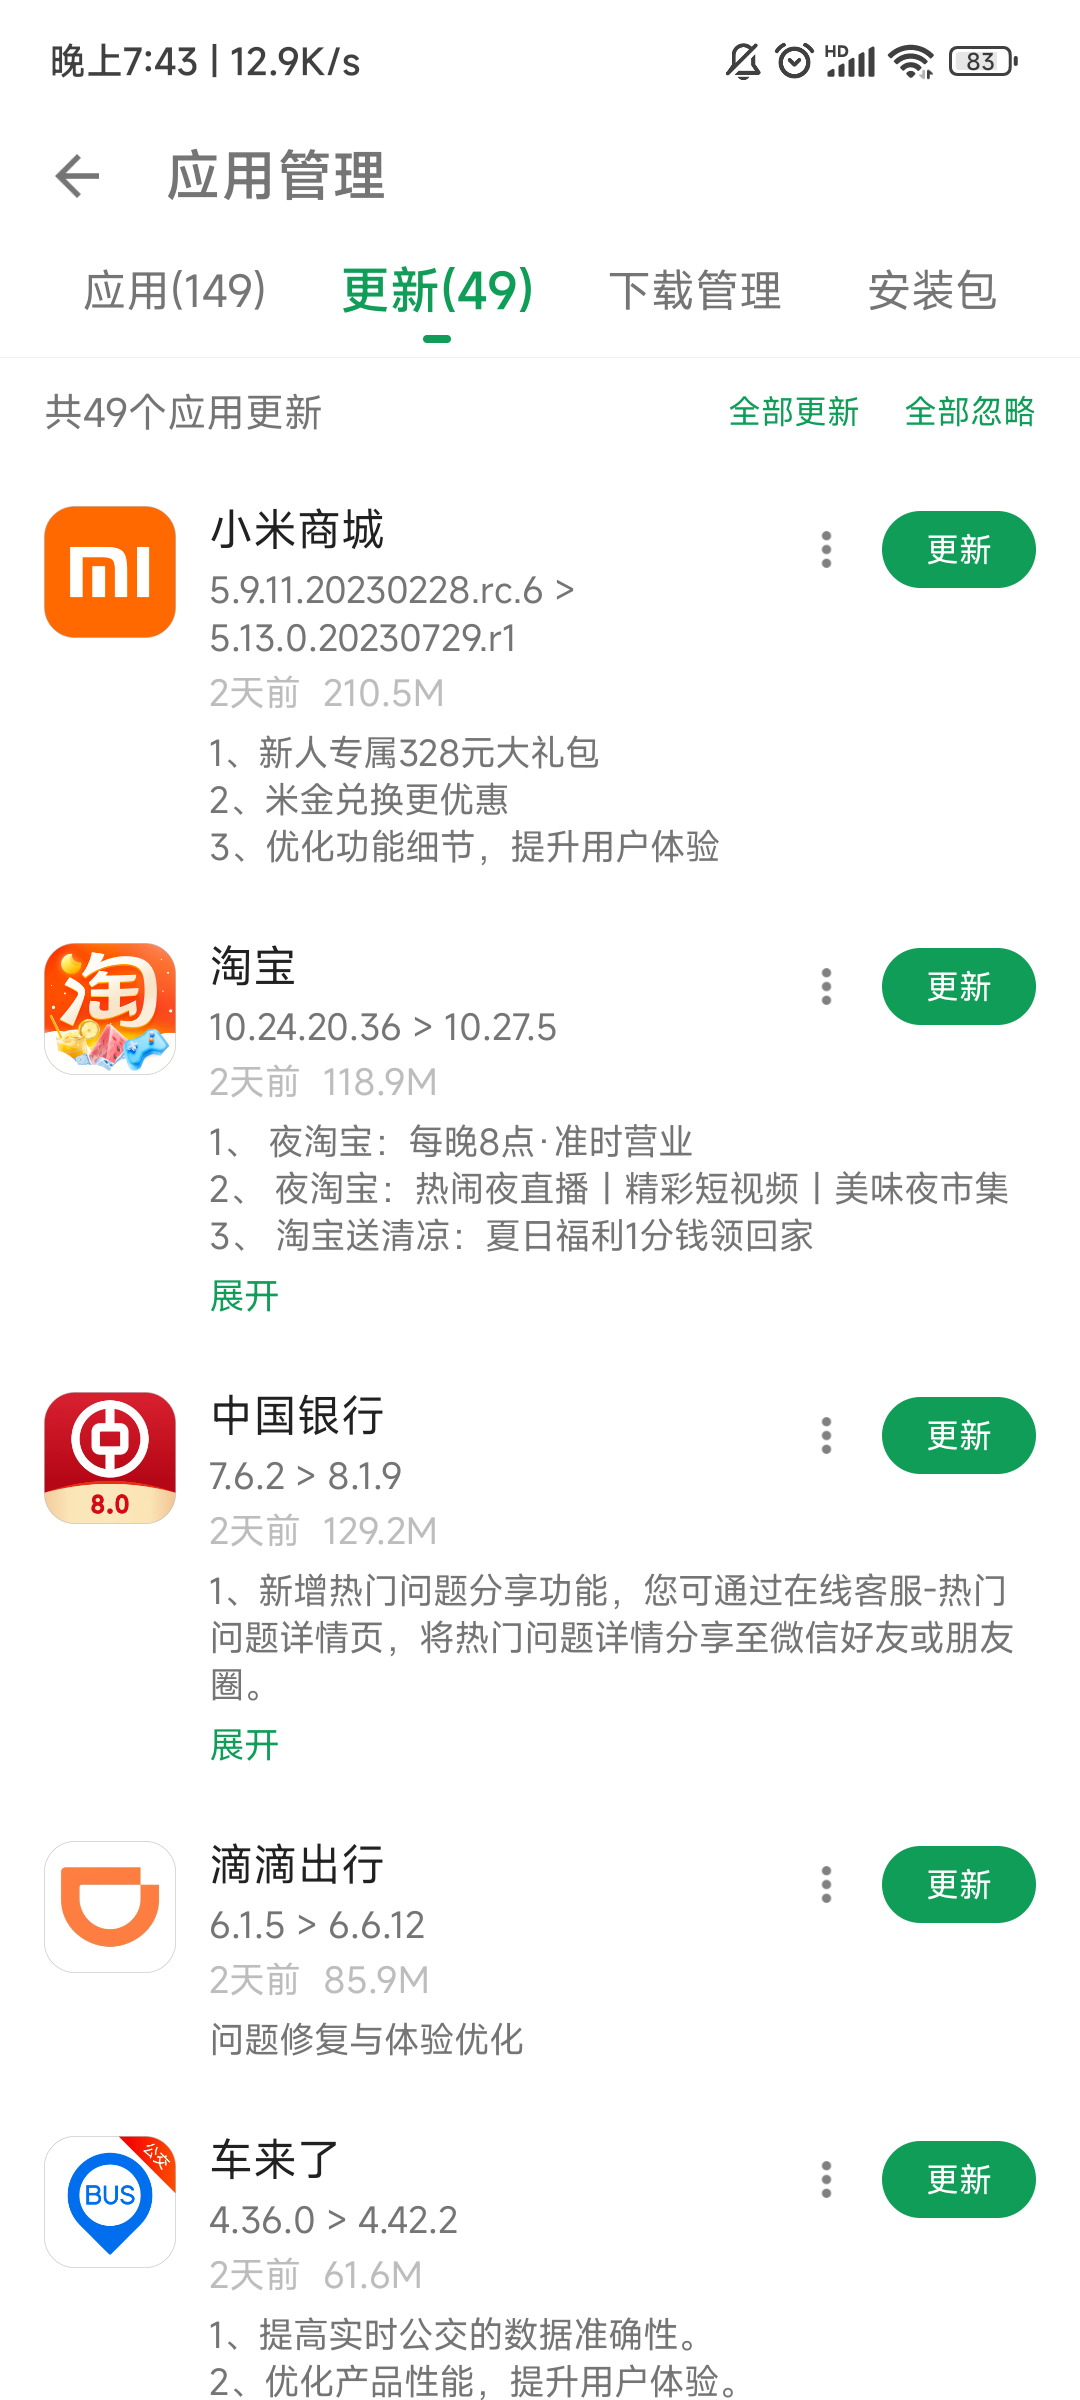 晚上7:43 | 12.9K/s
HD
83
应用管理
应用(149)
更新(49)
下载管理
安装包
共49个应用更新
全部更新
全部忽略
小米商城
更新
5.9.11.20230228.rc.6 >
5.13.0.20230729.r1
2天前 210.5M
1、新人专属328元大礼包
2、米金兑换更优惠
3、优化功能细节，提升用户体验
淘
淘宝
更新
10.24.20.36 > 10.27.5
2天前 118.9M
1、 夜淘宝：每晚8点·准时营业
2、 夜淘宝：热闹夜直播丨精彩短视频丨美味夜市集
3、 淘宝送清凉：夏日福利1分钱领回家
展开
8.0
中国银行
更新
7.6.2 > 8.1.9
2天前 129.2M
1、新增热门问题分享功能，您可通过在线客服-热门
问题详情页，将热门问题详情分享至微信好友或朋友
圈。
展开
滴滴出行
更新
6.1.5 > 6.6.12
2天前 85.9M
问题修复与体验优化
公交
BUS
车来了
更新
4.36.0 > 4.42.2
2天前 61.6M
1、提高实时公交的数据准确性。
2、优化产品性能，提升用户体验。